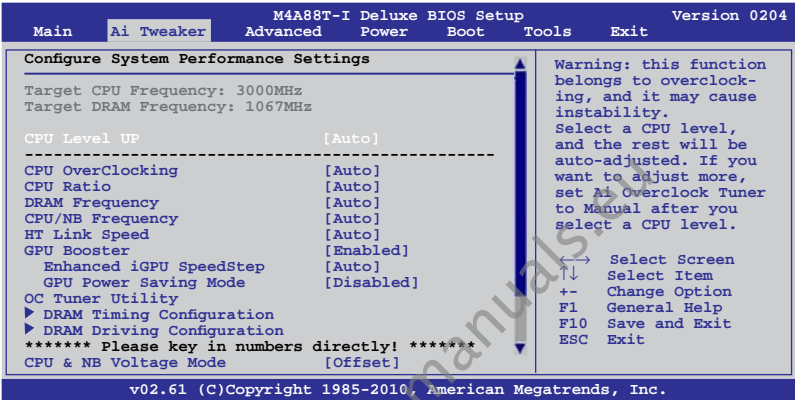 M4A88T-I Deluxe BIOS Setup Version 0204
Main Ai Tweaker Advanced Power Boot Tools Exit
Configure System Performance Settings
Target CPU Frequency: 3000MHz
Target DRAM Frequency: 1067MHz
CPU Level UP [Auto]
-------------------------------------------------
CPU OverClocking [Auto]
CPU Ratio [Auto]
DRAM Frequency [Auto]
CPU/NB Frequency [Auto]
HT Link Speed [Auto]
GPU Booster [Enabled]
Enhanced iGPU SpeedStep [Auto]
GPU Power Saving Mode [Disabled]
OC Tuner Utility
DRAM Timing Configuration
DRAM Driving Configuration
******* Please key in numbers directly! *******
CPU & NB Voltage Mode [Offset]
Warning: this function
belongs to overclock-
ing, and it may cause
instability.
Select a CPU level,
and the rest will be
auto-adjusted. If you
want to adjust more,
set Ai Overclock Tuner
to Manual after you
select a CPU level.
←→ Select Screen
↑↓ Select Item
+- Change Option
F1 General Help
F10 Save and Exit
ESC Exit
v02.61 (C)Copyright 1985-2010, American Megatrends, Inc.
manuals.eu